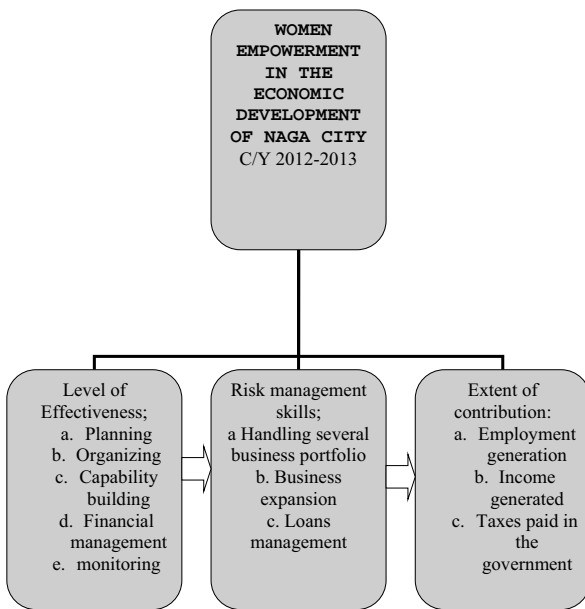 WOMEN
EMPOWERMENT
IN THE
ECONOMIC
DEVELOPMENT
OF NAGA CITY
C/Y 2012-2013
Level of
Effectiveness;
a. Planning
b. Organizing
c. Capability
building
d. Financial
management
e. monitoring
Risk management
skills;
a Handling several
business portfolio
b. Business
expansion
c. Loans
management
Extent of
contribution:
a. Employment
generation
b. Income
generated
c. Taxes paid in
the
government